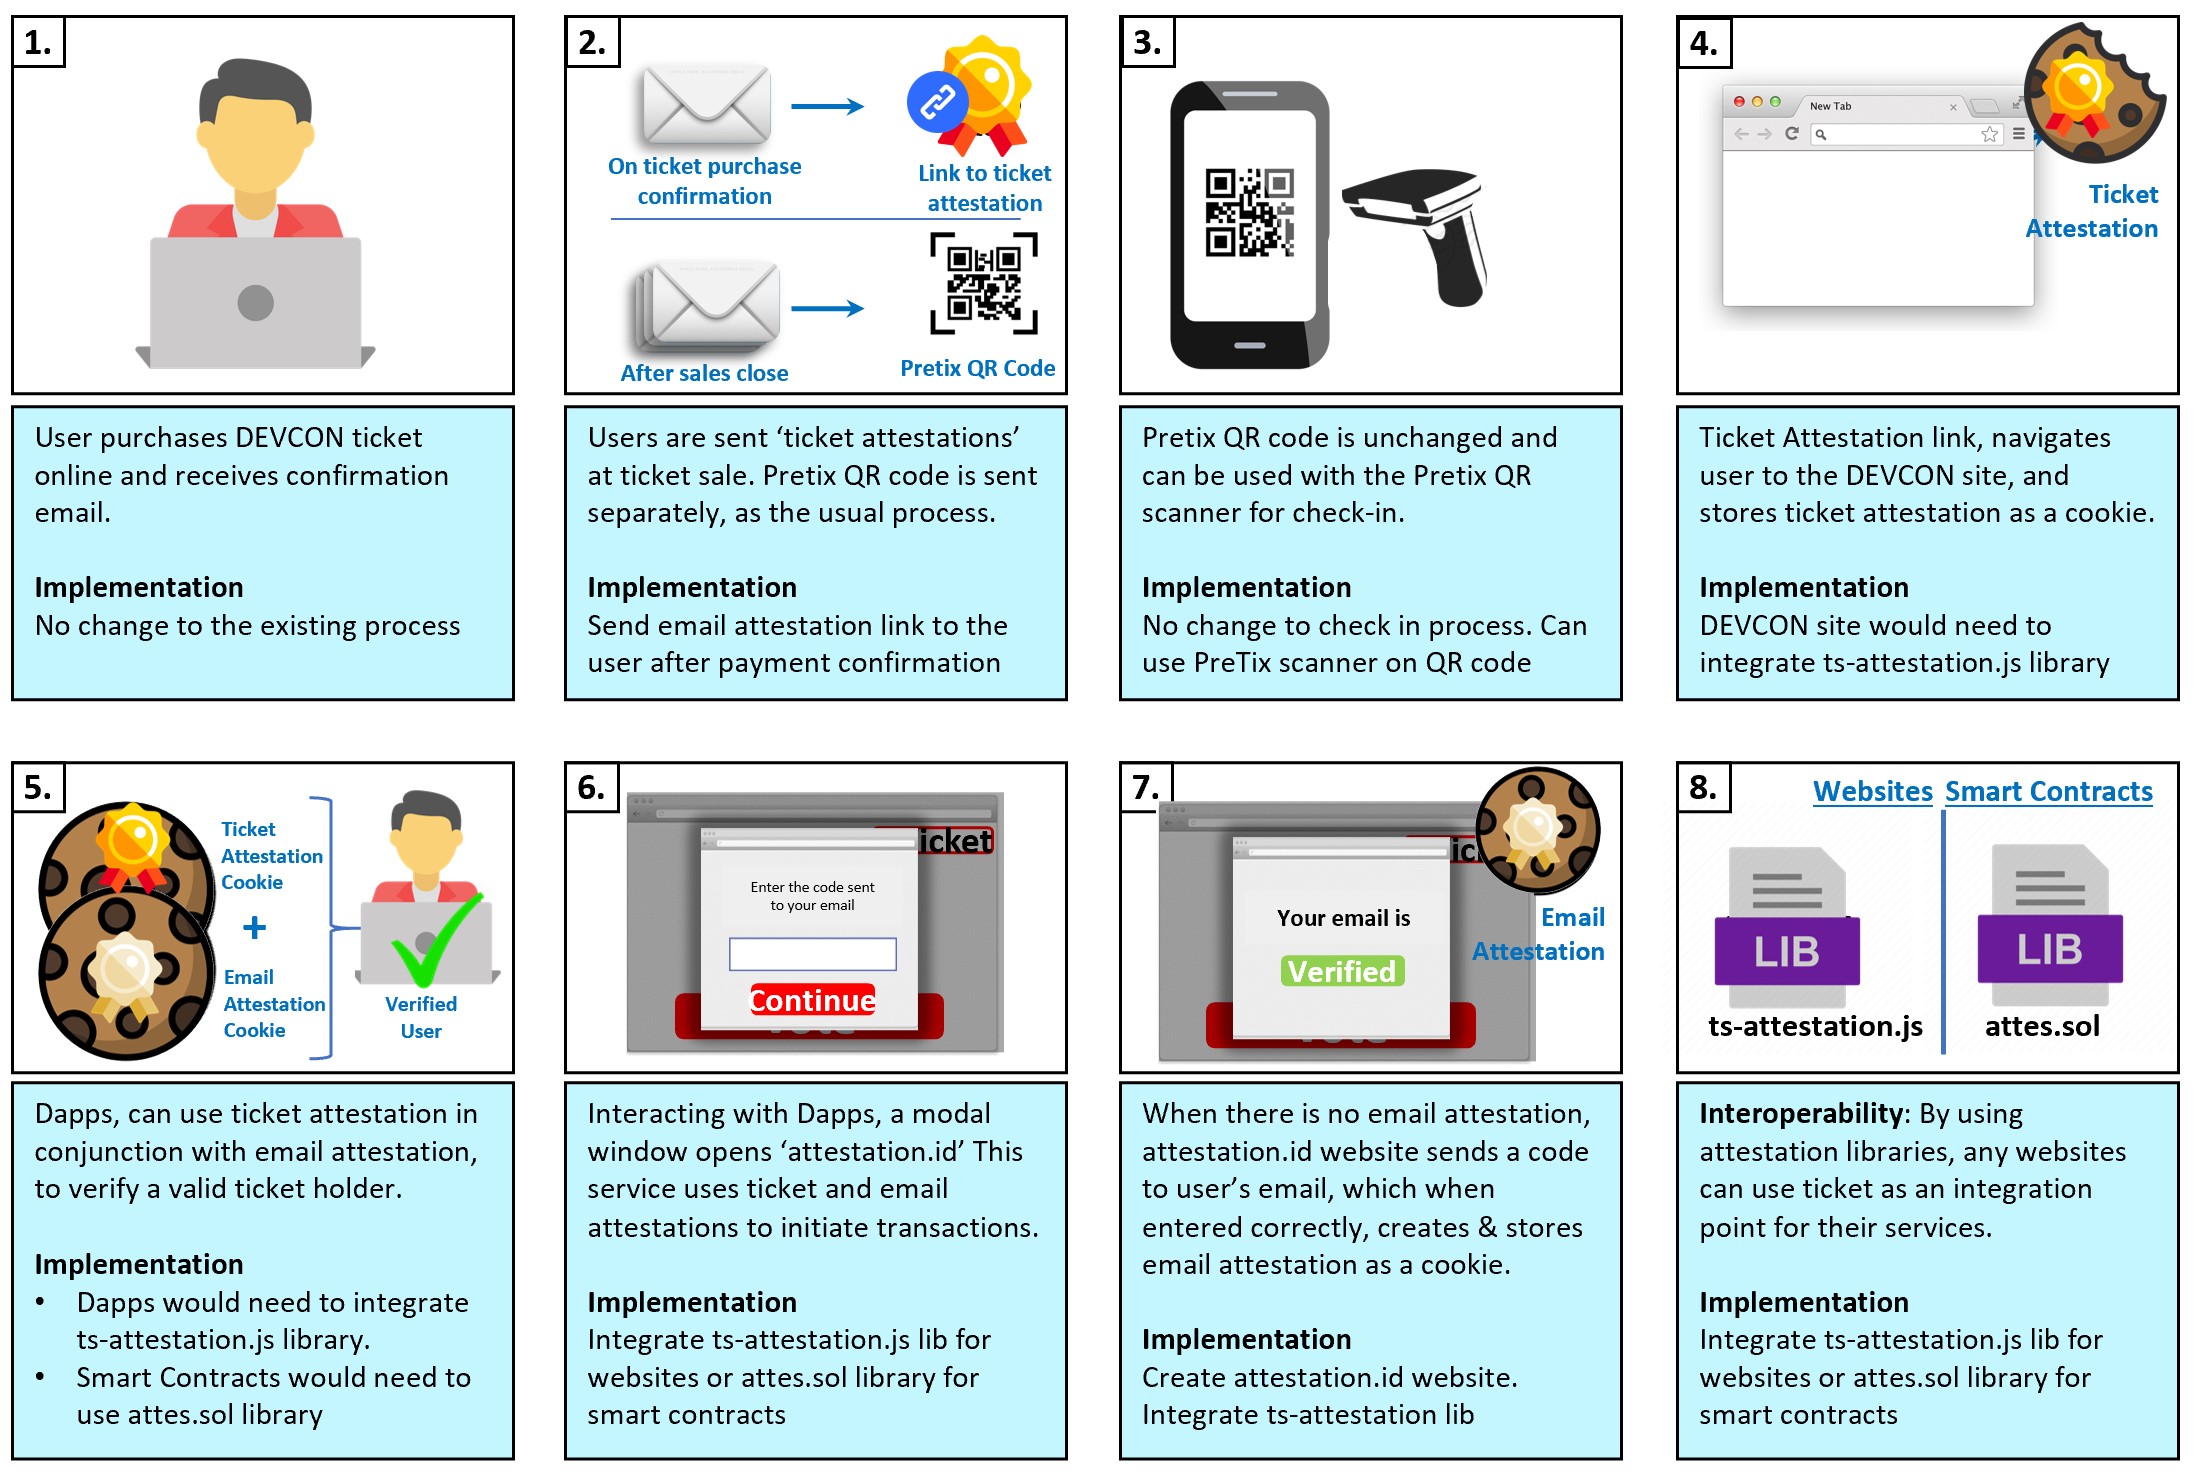 1.
User purchases DEVCON ticket
online and receives confirmation
email.
Implementation
No change to the existing process
2.
On ticket purchase
confirmation
Link to ticket
attestation
After sales close
Pretix QR Code
Users are sent ‘ticket attestations’
at ticket sale. Pretix QR code is sent
separately, as the usual process.
Implementation
Send email attestation link to the
user after payment confirmation
3.
Pretix QR code is unchanged and
can be used with the Pretix QR
scanner for check-in.
Implementation
No change to check in process. Can
use PreTix scanner on QR code
4.
New Tab
Ticket
Attestation
Ticket Attestation link, navigates
user to the DEVCON site, and
stores ticket attestation as a cookie.
Implementation
DEVCON site would need to
integrate ts-attestation.js library
5.
Ticket
Attestation
Cookie
+
Email
Attestation
Cookie
Verified
User
Dapps, can use ticket attestation in
conjunction with email attestation,
to verify a valid ticket holder.
Implementation
• Dapps would need to integrate
ts-attestation.js library.
• Smart Contracts would need to
use attes.sol library
6.
icket
Enter the code sent
to your email
Continue
Interacting with Dapps, a modal
window opens ‘attestation.id’ This
service uses ticket and email
attestations to initiate transactions.
Implementation
Integrate ts-attestation.js lib for
websites or attes.sol library for
smart contracts
7.
Your email is
Verified
Email
Attestation
When there is no email attestation,
attestation.id website sends a code
to user’s email, which when
entered correctly, creates & stores
email attestation as a cookie.
Implementation
Create attestation.id website.
Integrate ts-attestation lib
8.
Websites Smart Contracts
LIB LIB
ts-attestation.js attes.sol
Interoperability: By using
attestation libraries, any websites
can use ticket as an integration
point for their services.
Implementation
Integrate ts-attestation.js lib for
websites or attes.sol library for
smart contracts